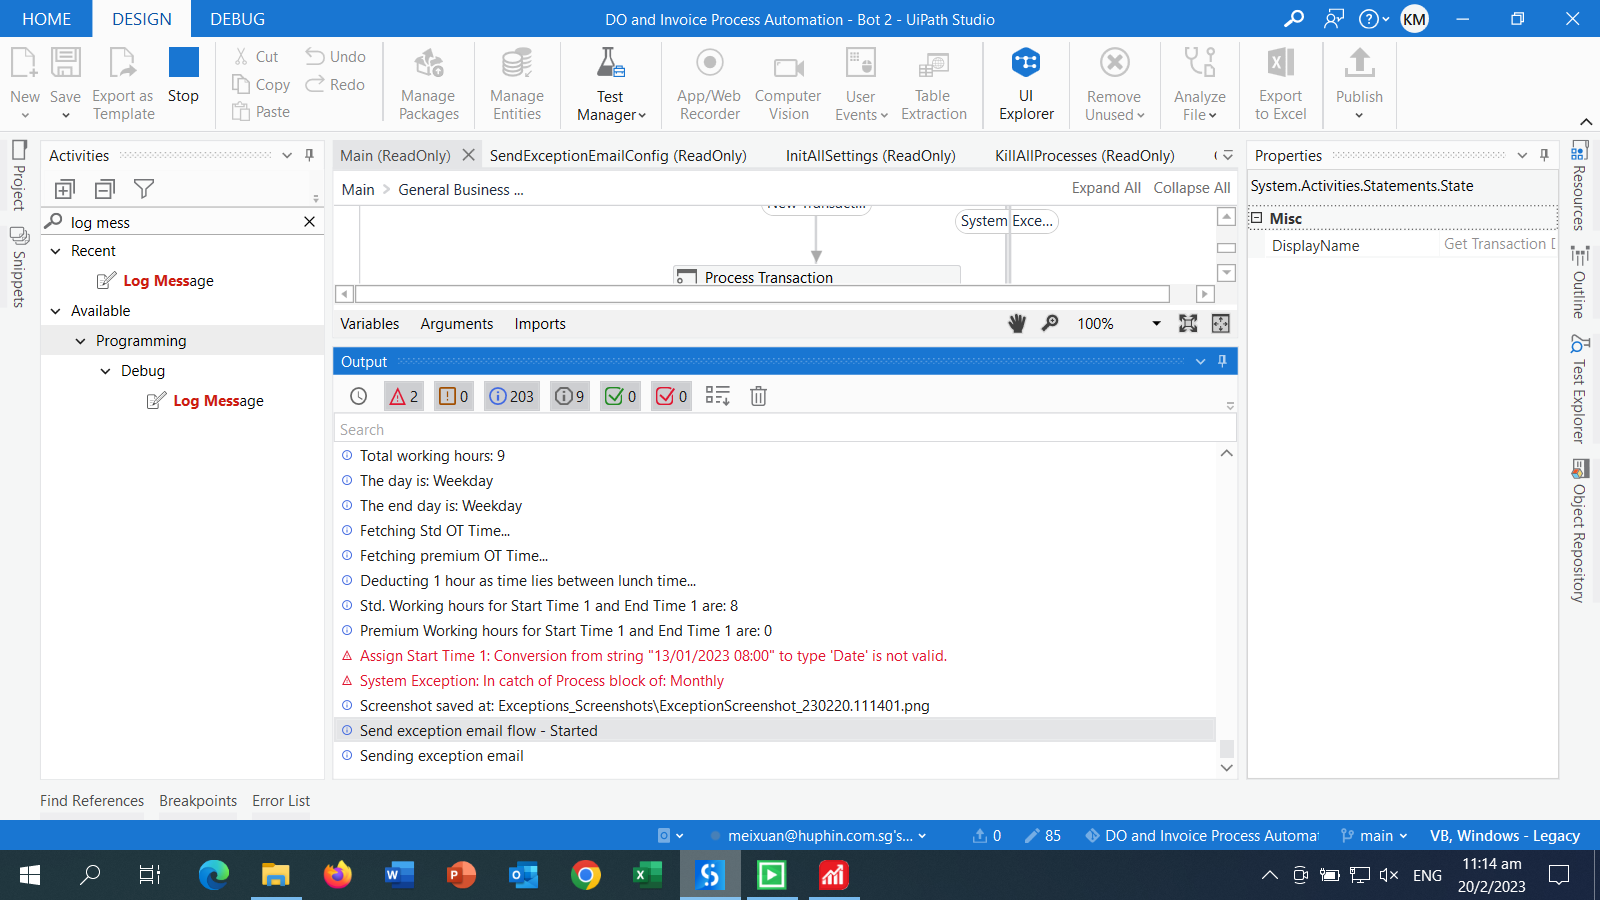 HOME DESIGN DEBUG DO and Invoice Process Automation - Bot 2 - UiPath Studio KM
New Save Export as Template Stop Cut Copy Paste Undo Redo Manage Packages Manage Entities Test Manager App/Web Recorder Computer Vision User Events Table Extraction UI Explorer Remove Unused Analyze File Export to Excel Publish
Project
Snippets
Activities
log mess
Recent
Log Message
Available
Programming
Debug
Log Message
Main (ReadOnly) SendExceptionEmailConfig (ReadOnly) InitAllSettings (ReadOnly) KillAllProcesses (ReadOnly)
Main > General Business ... Expand All Collapse All
New Transact...
System Exce...
Process Transaction
Variables Arguments Imports 100%
Output
2 0 203 9 0 0
Search
Total working hours: 9
The day is: Weekday
The end day is: Weekday
Fetching Std OT Time...
Fetching premium OT Time...
Deducting 1 hour as time lies between lunch time...
Std. Working hours for Start Time 1 and End Time 1 are: 8
Premium Working hours for Start Time 1 and End Time 1 are: 0
Assign Start Time 1: Conversion from string "13/01/2023 08:00" to type 'Date' is not valid.
System Exception: In catch of Process block of: Monthly
Screenshot saved at: Exceptions_Screenshots\ExceptionScreenshot_230220.111401.png
Send exception email flow - Started
Sending exception email
Properties
System.Activities.Statements.State
Misc
DisplayName Get Transaction
Resources
Outline
Test Explorer
Object Repository
Find References Breakpoints Error List
meixuan@huphin.com.sg's... 0 85 DO and Invoice Process Automat main VB, Windows - Legacy
ENG 11:14 am
20/2/2023